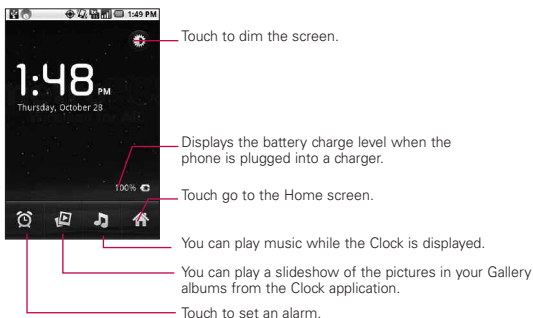 1:49 PM
Touch to dim the screen.
1:48 PM
Thursday, October 28
Displays the battery charge level when the
phone is plugged into a charger.
100%
Touch go to the Home screen.
You can play music while the Clock is displayed.
You can play a slideshow of the pictures in your Gallery
albums from the Clock application.
Touch to set an alarm.